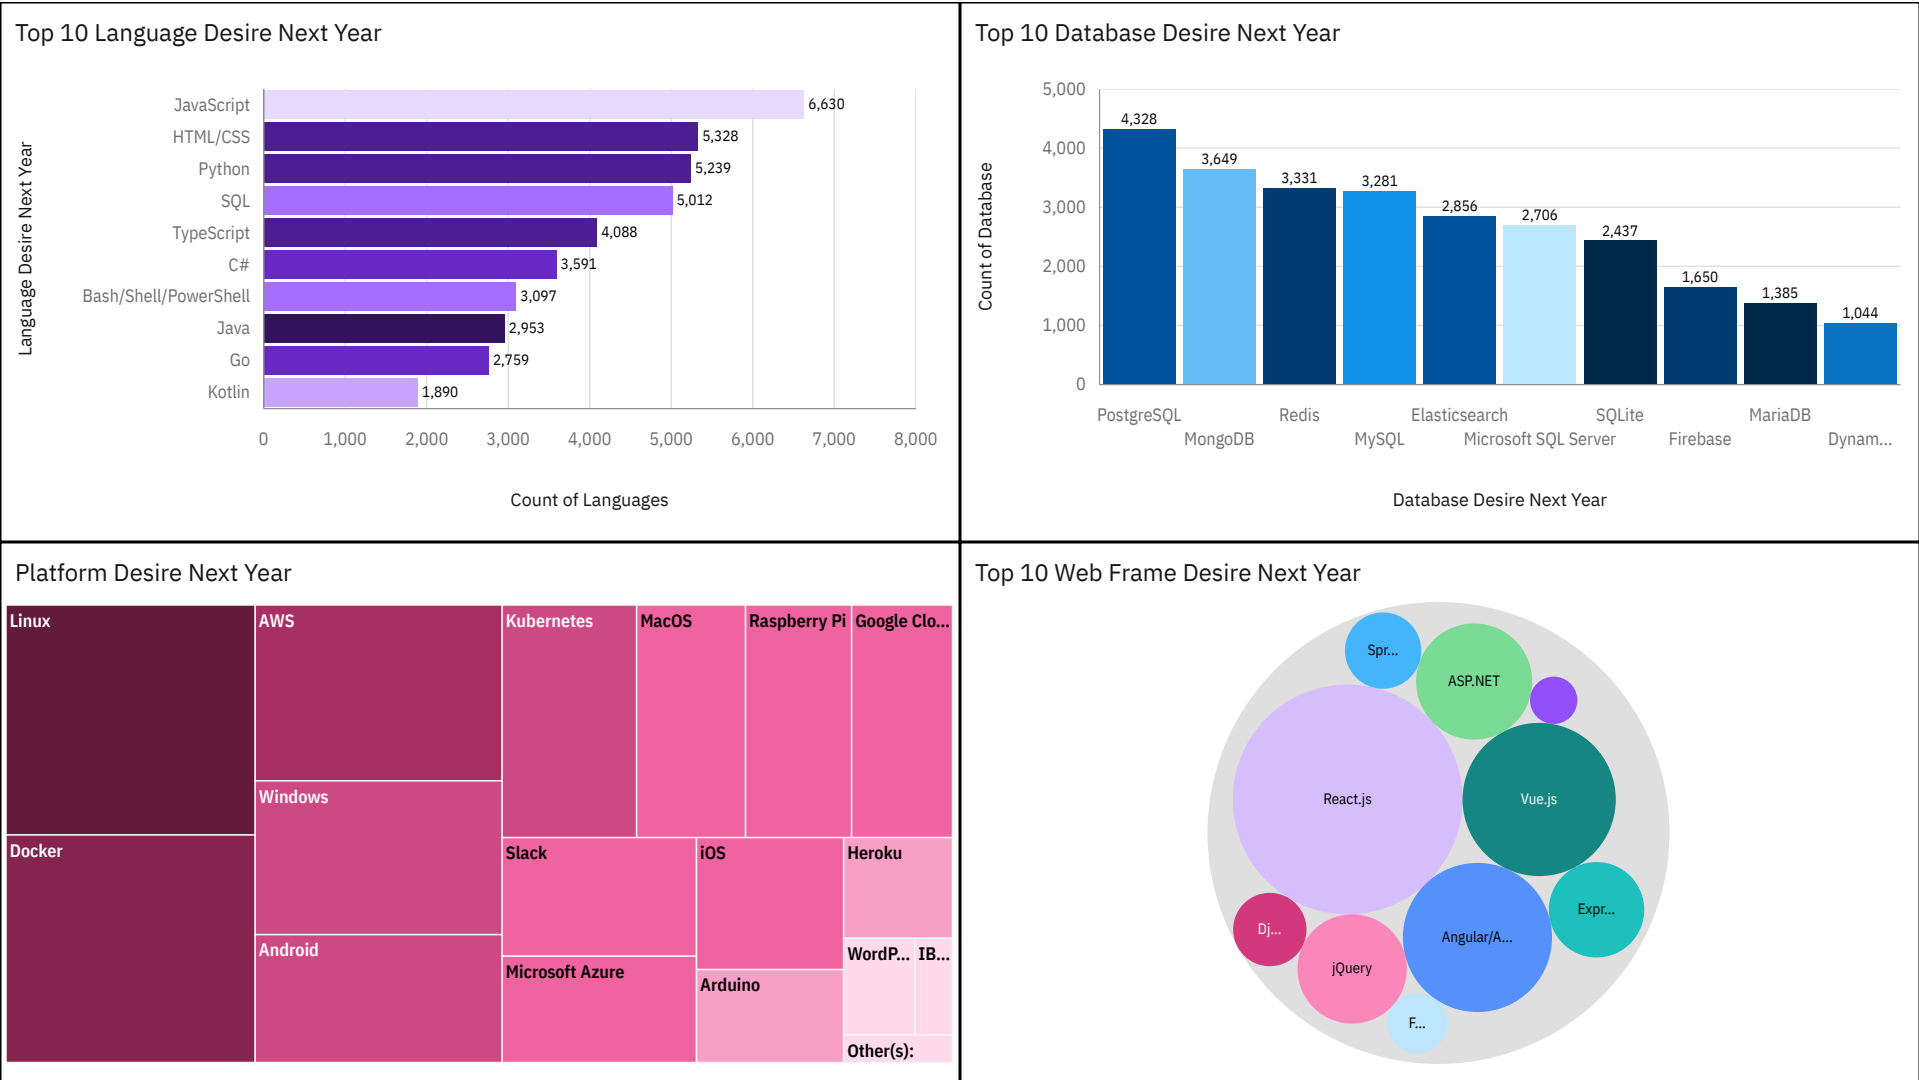 Top 10 Language Desire Next Year
Language Desire Next Year
JavaScript 6,630
HTML/CSS 5,328
Python 5,239
SQL 5,012
TypeScript 4,088
C# 3,591
Bash/Shell/PowerShell 3,097
Java 2,953
Go 2,759
Kotlin 1,890
0 1,000 2,000 3,000 4,000 5,000 6,000 7,000 8,000
Count of Languages
Top 10 Database Desire Next Year
Count of Database
5,000
4,000
3,000
2,000
1,000
0
4,328 3,649 3,331 3,281 2,856 2,706 2,437 1,650 1,385 1,044
PostgreSQL Redis Elasticsearch SQLite MariaDB
MongoDB MySQL Microsoft SQL Server Firebase Dynam...
Database Desire Next Year
Platform Desire Next Year
Linux AWS Kubernetes MacOS Raspberry Pi Google Clo...
Windows
Docker Slack iOS Heroku
Android WordP... IB...
Microsoft Azure Arduino
Other(s):
Top 10 Web Frame Desire Next Year
Spr...
ASP.NET
React.js Vue.js
Expr...
Dj... Angular/A...
jQuery
F...